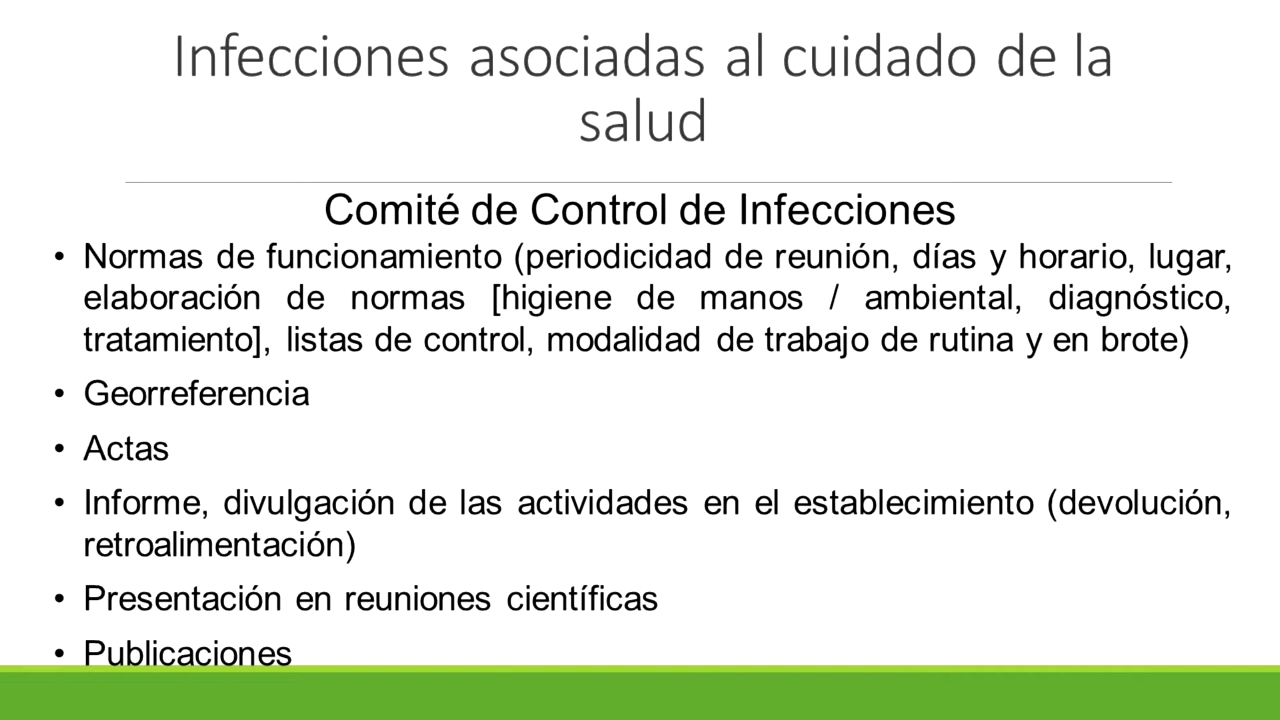 Infecciones asociadas al cuidado de la
salud
Comité de Control de Infecciones
• Normas de funcionamiento (periodicidad de reunión, días y horario, lugar,
elaboración de normas [higiene de manos / ambiental, diagnóstico,
tratamiento], listas de control, modalidad de trabajo de rutina y en brote)
• Georreferencia
• Actas
• Informe, divulgación de las actividades en el establecimiento (devolución,
retroalimentación)
• Presentación en reuniones científicas
• Publicaciones